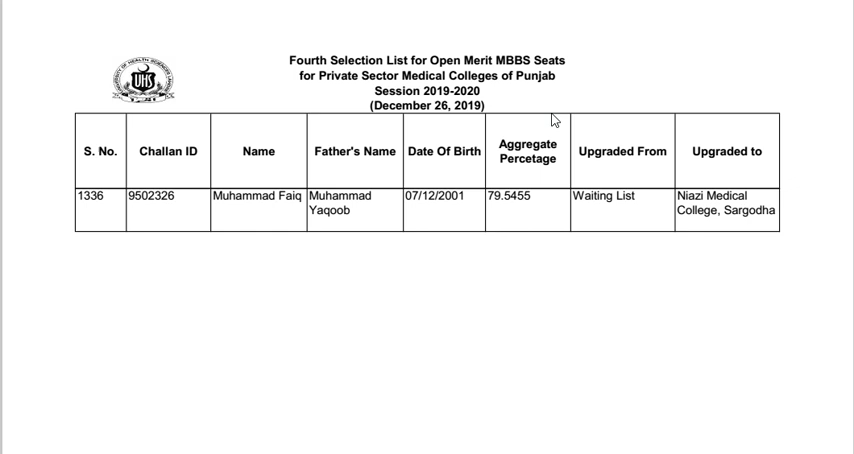 Fourth Selection List for Open Merit MBBS Seats
for Private Sector Medical Colleges of Punjab
Session 2019-2020
(December 26, 2019)
UHS
S. No. Challan ID Name Father's Name Date Of Birth Aggregate Percetage Upgraded From Upgraded to
1336 9502326 Muhammad Faiq Muhammad Yaqoob 07/12/2001 79.5455 Waiting List Niazi Medical College, Sargodha